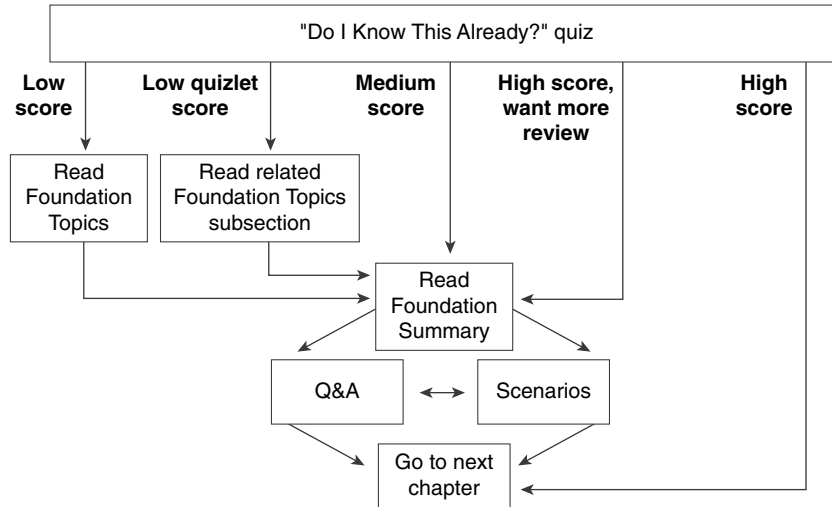 "Do I Know This Already?" quiz
Low
score
Low quizlet
score
Medium
score
High score,
want more
review
High
score
Read
Foundation
Topics
Read related
Foundation Topics
subsection
Read
Foundation
Summary
Q&A
Scenarios
Go to next
chapter